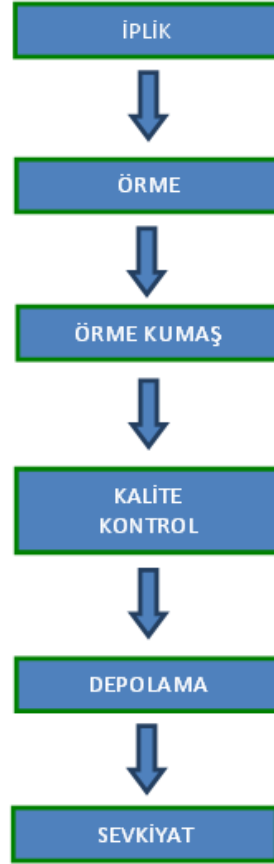 İPLİK
ÖRME
ÖRME KUMAŞ
KALİTE
KONTROL
DEPOLAMA
SEVKİYAT